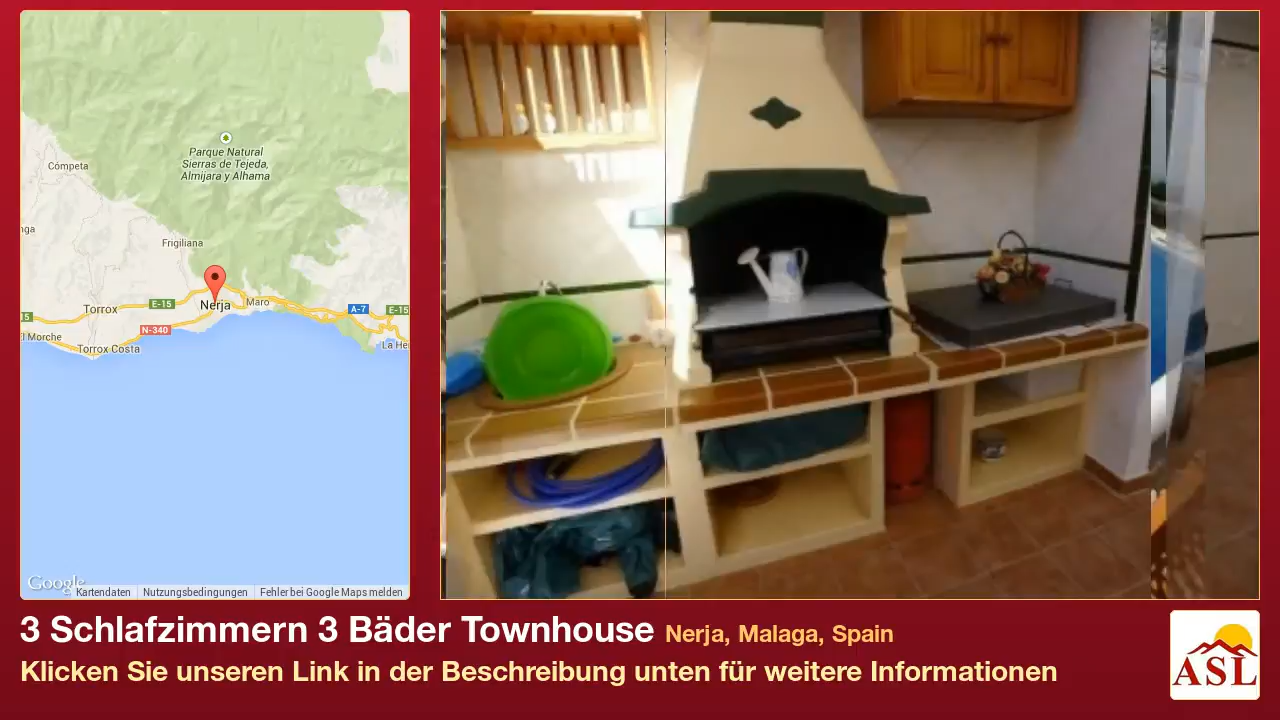 Parque Natural
Sierras de Tejeda,
Almijara y Alhama
Cómpeta
Frigiliana
Torrox
E-15
Nerja
Maro
A-7
E-15
N-340
El Morche
Torrox Costa
Google
Kartendaten
Nutzungsbedingungen
Fehler bei Google Maps melden
3 Schlafzimmern 3 Bäder Townhouse Nerja, Malaga, Spain
Klicken Sie unseren Link in der Beschreibung unten für weitere Informationen
ASL